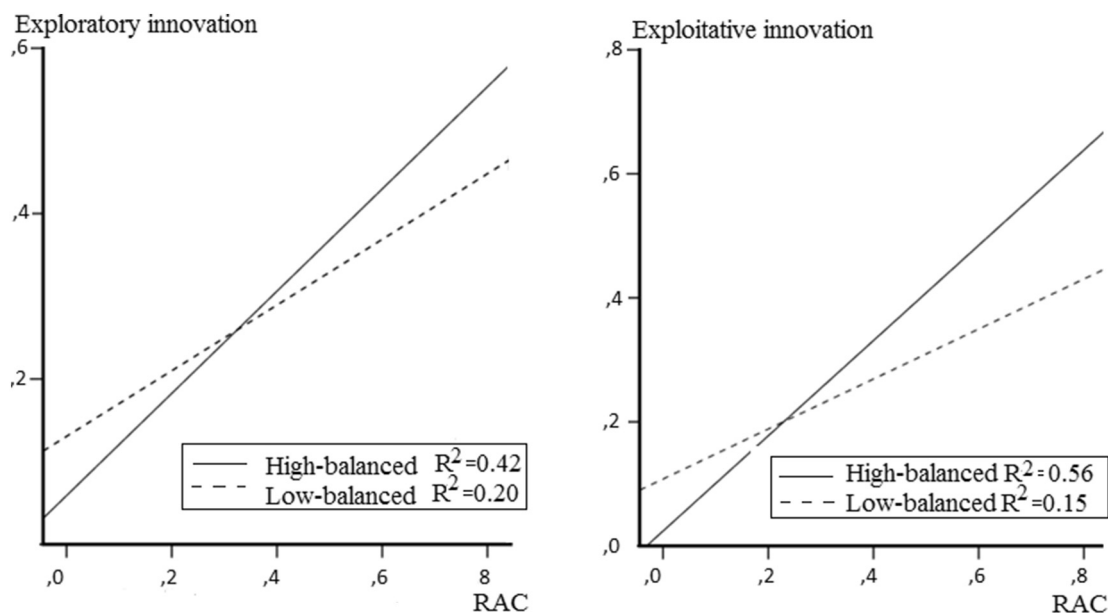 Exploratory innovation
,6
,4
,2
High-balanced R²=0.42
Low-balanced R²=0.20
,0 ,2 ,4 ,6 8
RAC
Exploitative innovation
,8
,6
,4
,2
,0
High-balanced R²=0.56
Low-balanced R²=0.15
,0 ,2 ,4 ,6 ,8
RAC